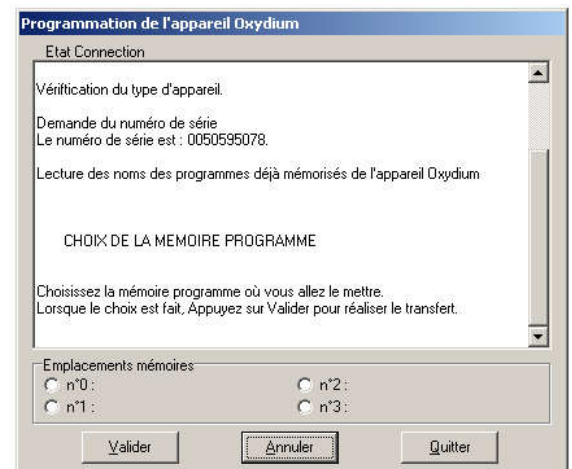 Programmation de l'appareil Oxydium
Etat Connection
Vériftication du type d'appareil.
Demande du numéro de série
Le numéro de série est : 0050595078.
Lecture des noms des programmes déjà mémorisés de l'appareil Oxydium
CHOIX DE LA MEMOIRE PROGRAMME
Choisissez la mémoire programme où vous allez le mettre.
Lorsque le choix est fait, Appuyez sur Valider pour réaliser le transfert.
Emplacements mémoires
n°0 : n°2 :
n°1 : n°3 :
Valider Annuler Quitter